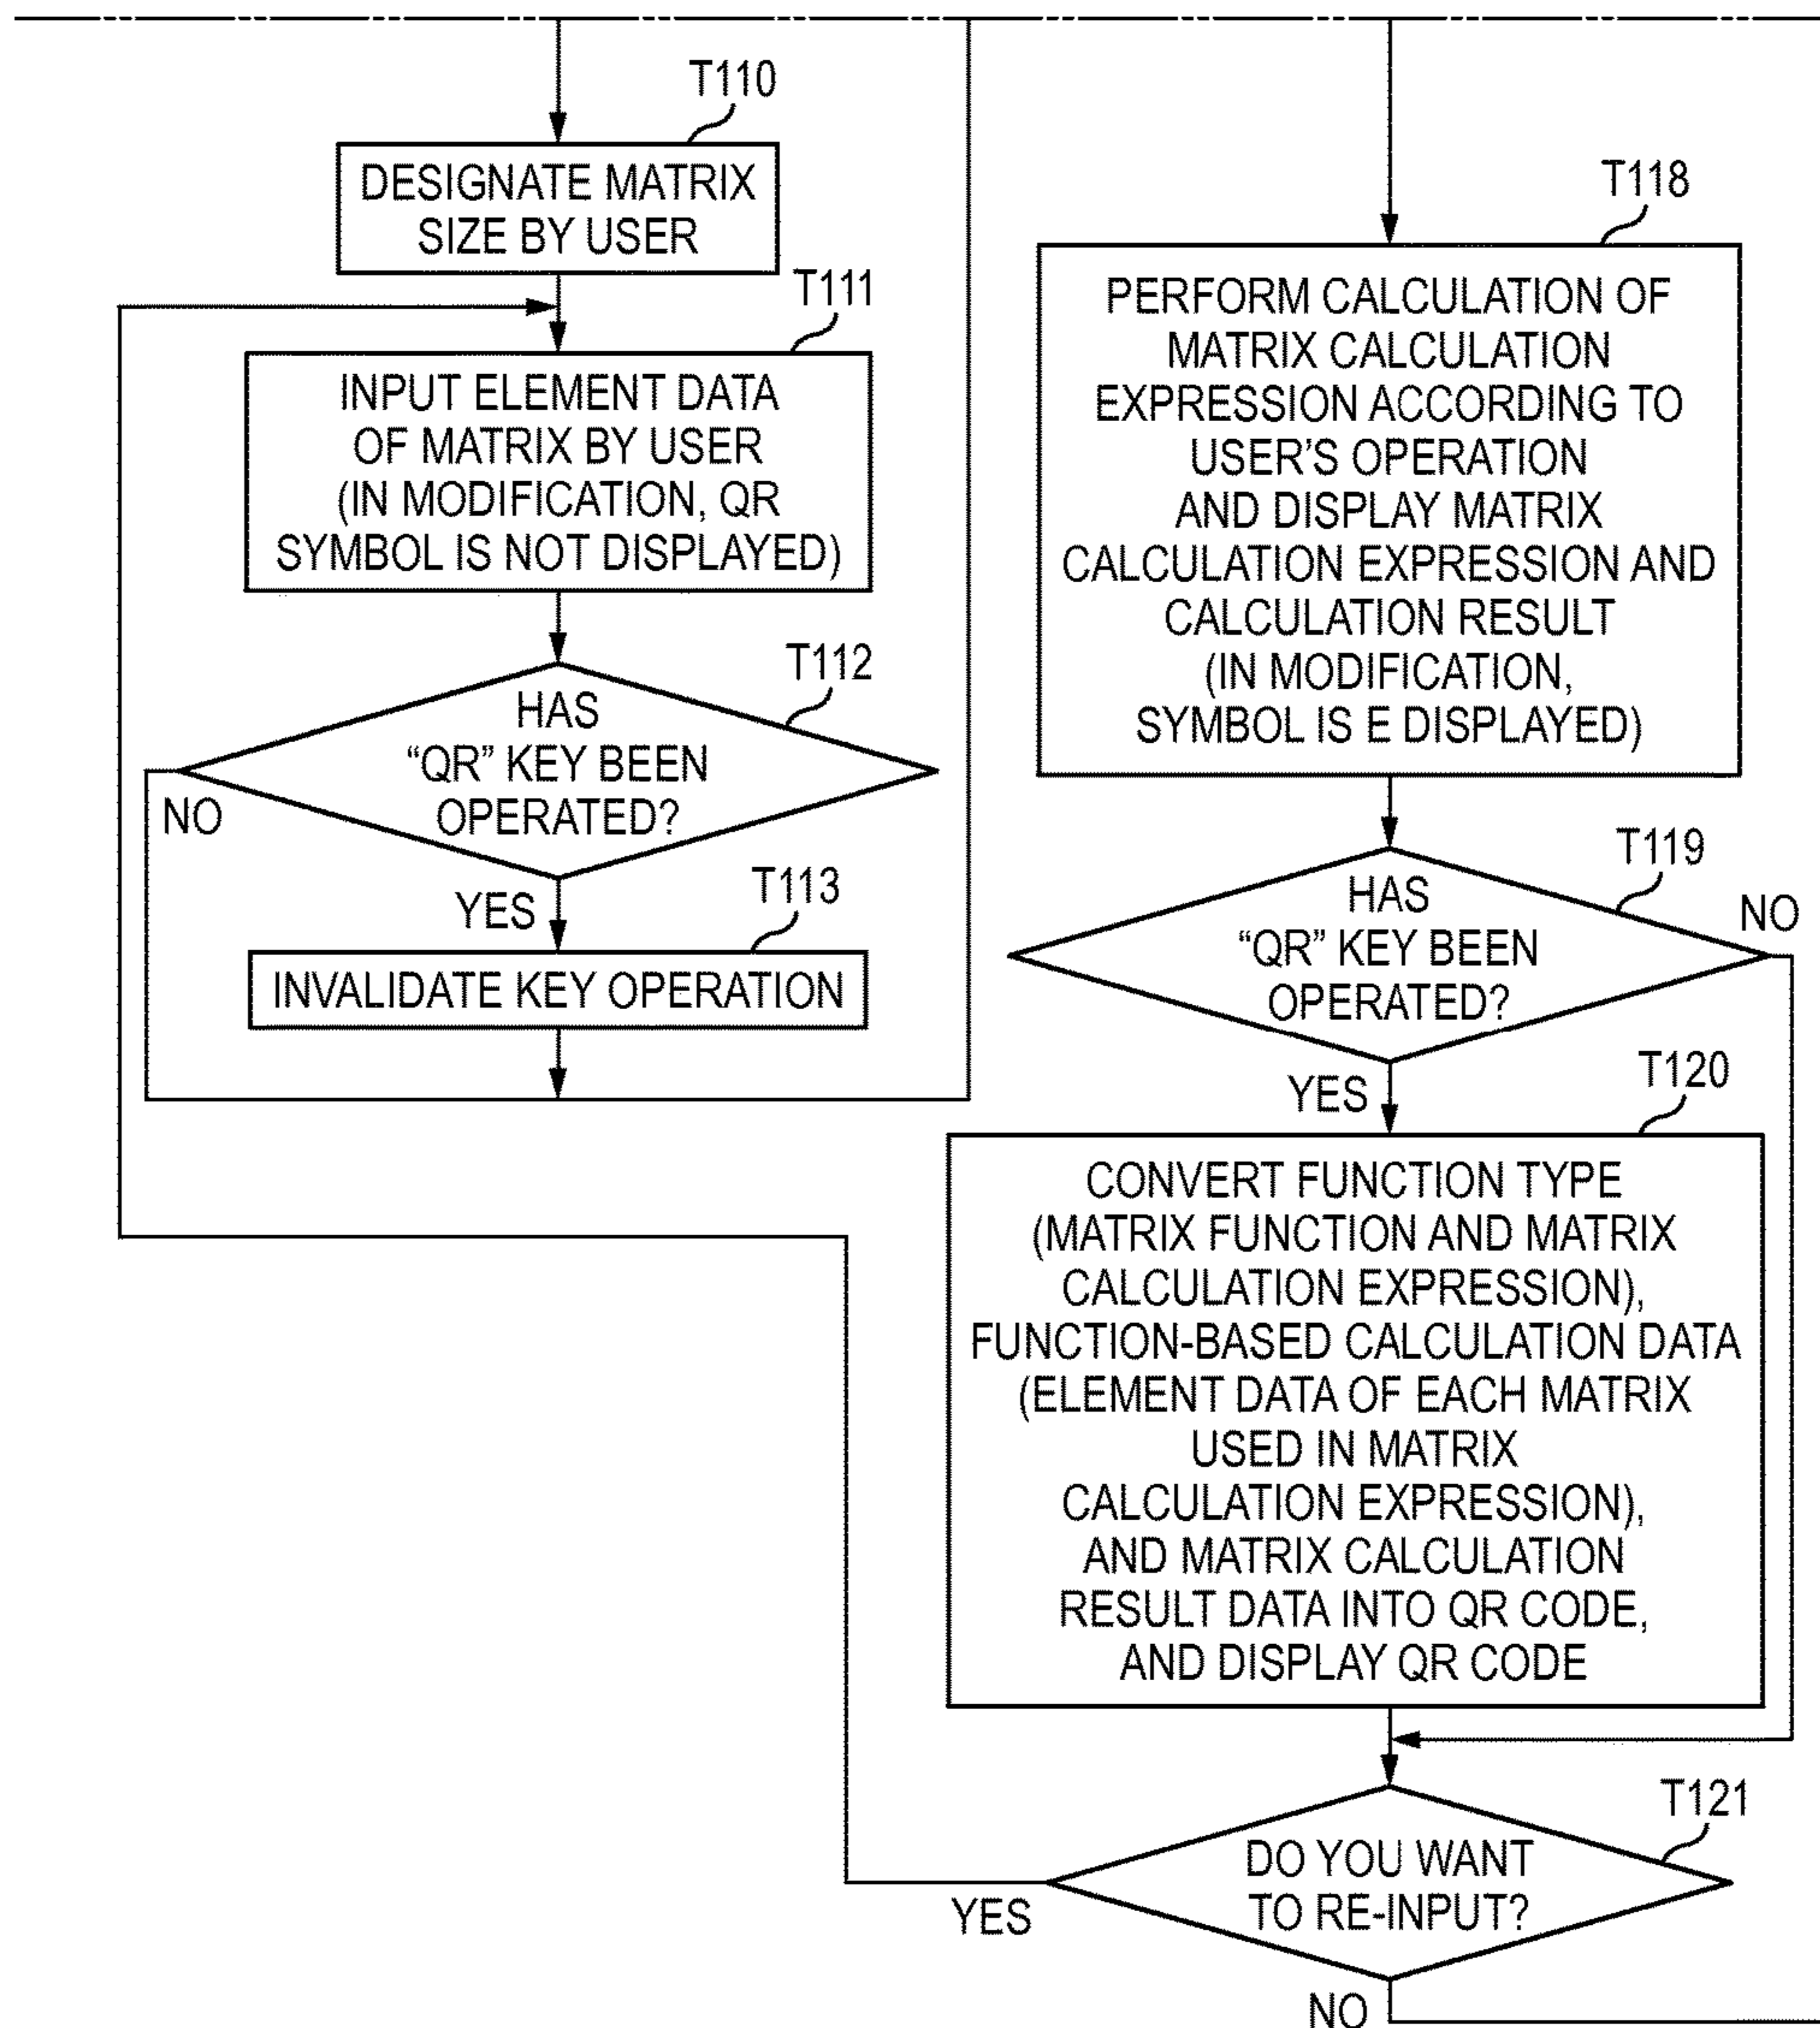 T110
DESIGNATE MATRIX
SIZE BY USER
T111
INPUT ELEMENT DATA
OF MATRIX BY USER
(IN MODIFICATION, QR
SYMBOL IS NOT DISPLAYED)
T112
HAS
“QR” KEY BEEN
OPERATED?
NO
YES
T113
INVALIDATE KEY OPERATION
T118
PERFORM CALCULATION OF
MATRIX CALCULATION
EXPRESSION ACCORDING TO
USER’S OPERATION
AND DISPLAY MATRIX
CALCULATION EXPRESSION AND
CALCULATION RESULT
(IN MODIFICATION,
SYMBOL IS E DISPLAYED)
T119
HAS
“QR” KEY BEEN
OPERATED?
NO
YES
T120
CONVERT FUNCTION TYPE
(MATRIX FUNCTION AND MATRIX
CALCULATION EXPRESSION),
FUNCTION-BASED CALCULATION DATA
(ELEMENT DATA OF EACH MATRIX
USED IN MATRIX
CALCULATION EXPRESSION),
AND MATRIX CALCULATION
RESULT DATA INTO QR CODE,
AND DISPLAY QR CODE
T121
DO YOU WANT
TO RE-INPUT?
YES
NO